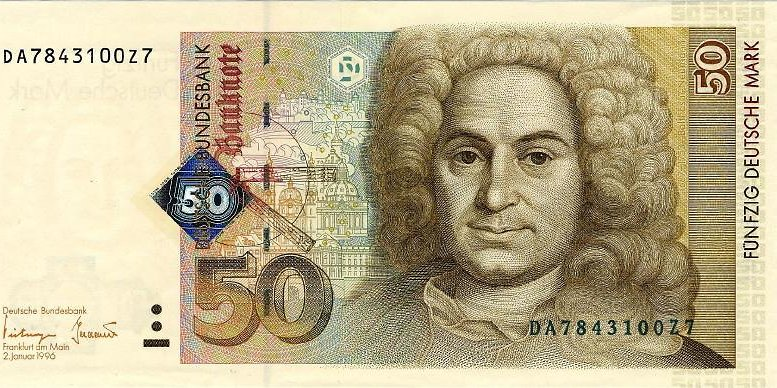 DA7843100Z7
DEUTSCHE BUNDESBANK
Banknote
50
FÜNFZIG DEUTSCHE MARK
50
50
Deutsche Bundesbank
Frankfurt am Main
2. Januar 1996
DA7843100Z7